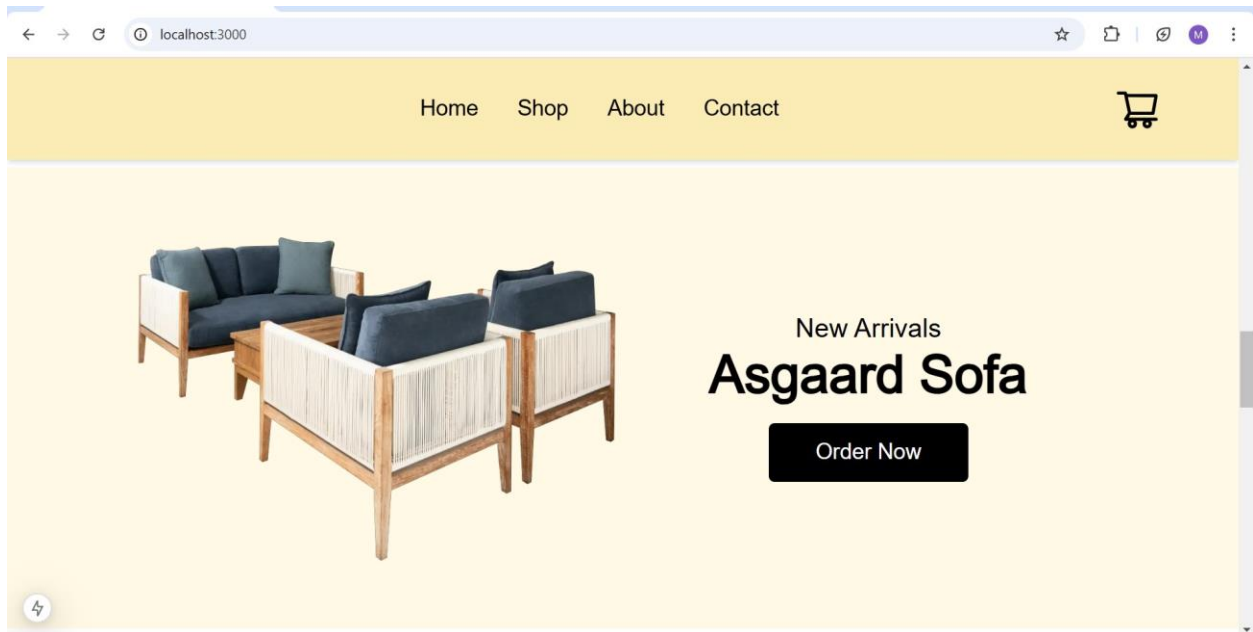 localhost:3000
M
Home Shop About Contact
New Arrivals
Asgaard Sofa
Order Now